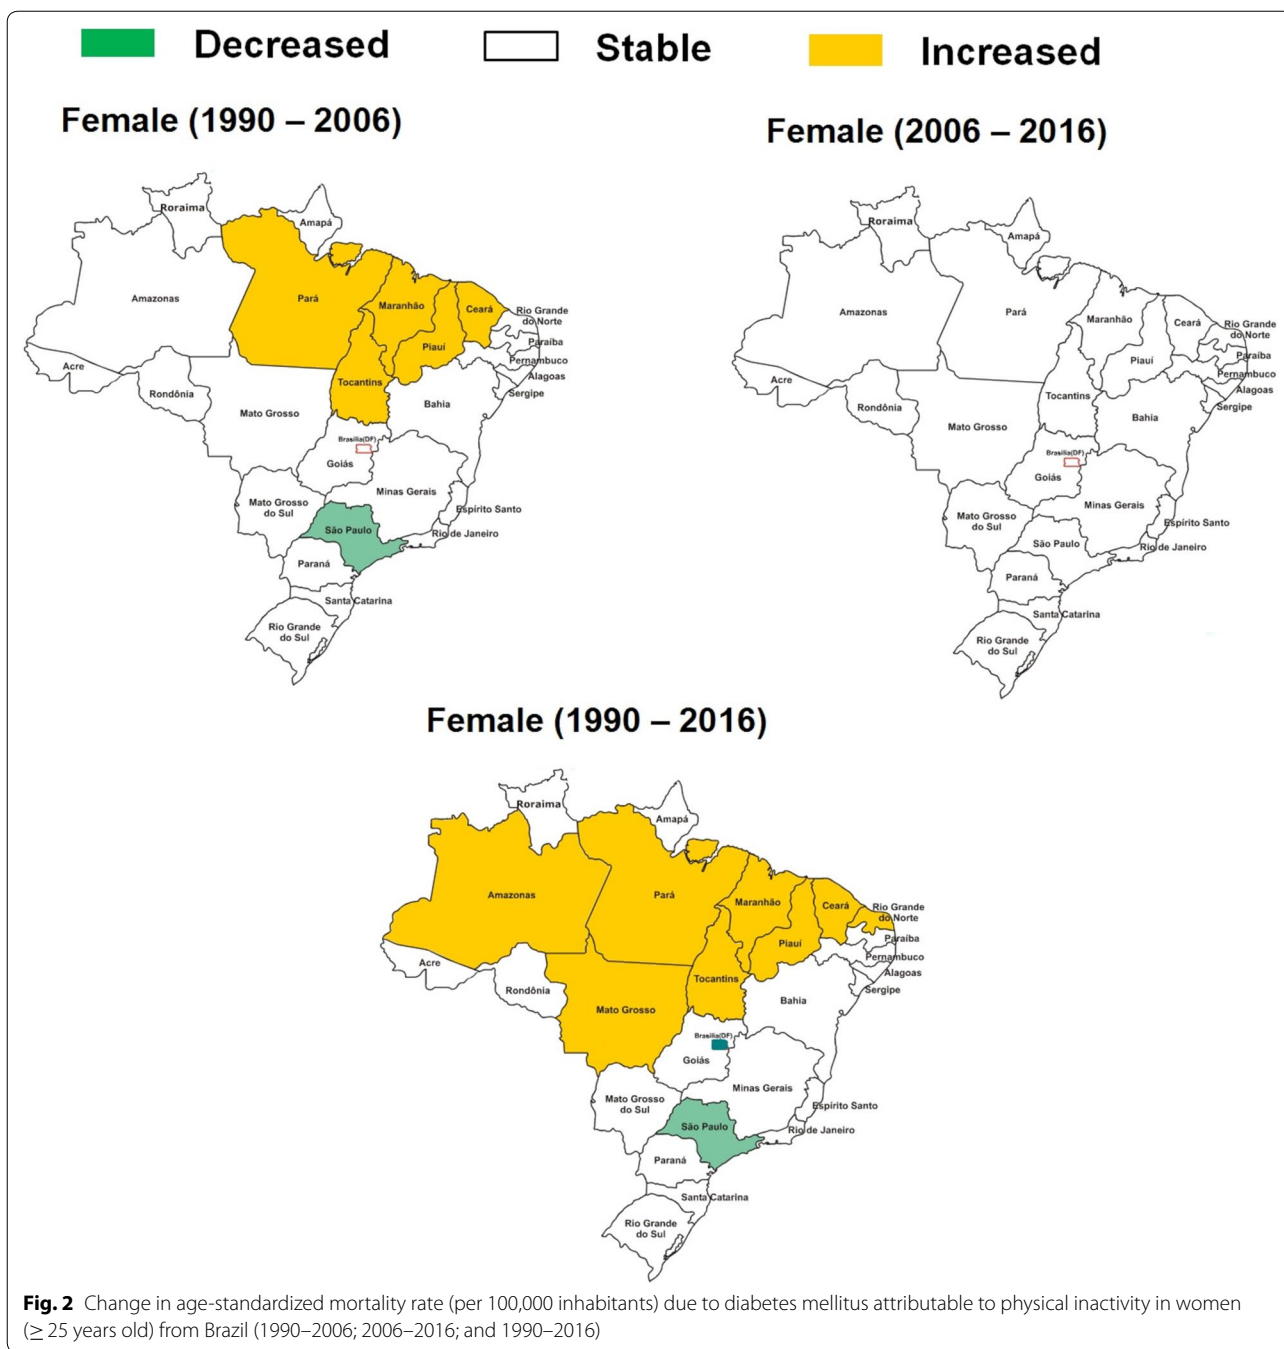 Decreased Stable Increased
Female (1990 – 2006)
Roraima
Amapá
Amazonas
Pará
Maranhão
Ceará
Rio Grande
do Norte
Paraíba
Piauí
Pernambuco
Acre
Tocantins
Alagoas
Rondônia
Sergipe
Bahia
Mato Grosso
Brasília(DF)
Goiás
Minas Gerais
Mato Grosso
do Sul
Espírito Santo
São Paulo
Rio de Janeiro
Paraná
Santa Catarina
Rio Grande
do Sul
Female (2006 – 2016)
Roraima
Amapá
Amazonas
Pará
Maranhão
Ceará
Rio Grande
do Norte
Paraíba
Piauí
Pernambuco
Acre
Alagoas
Tocantins
Rondônia
Sergipe
Bahia
Mato Grosso
Brasília(DF)
Goiás
Minas Gerais
Mato Grosso
do Sul
Espírito Santo
São Paulo
Rio de Janeiro
Paraná
Santa Catarina
Rio Grande
do Sul
Female (1990 – 2016)
Roraima
Amapá
Amazonas
Pará
Maranhão
Ceará
Rio Grande
do Norte
Paraíba
Piauí
Pernambuco
Acre
Alagoas
Tocantins
Rondônia
Sergipe
Bahia
Mato Grosso
Brasília(DF)
Goiás
Minas Gerais
Mato Grosso
do Sul
Espírito Santo
São Paulo
Rio de Janeiro
Paraná
Santa Catarina
Rio Grande
do Sul
Fig. 2 Change in age-standardized mortality rate (per 100,000 inhabitants) due to diabetes mellitus attributable to physical inactivity in women
(≥ 25 years old) from Brazil (1990–2006; 2006–2016; and 1990–2016)